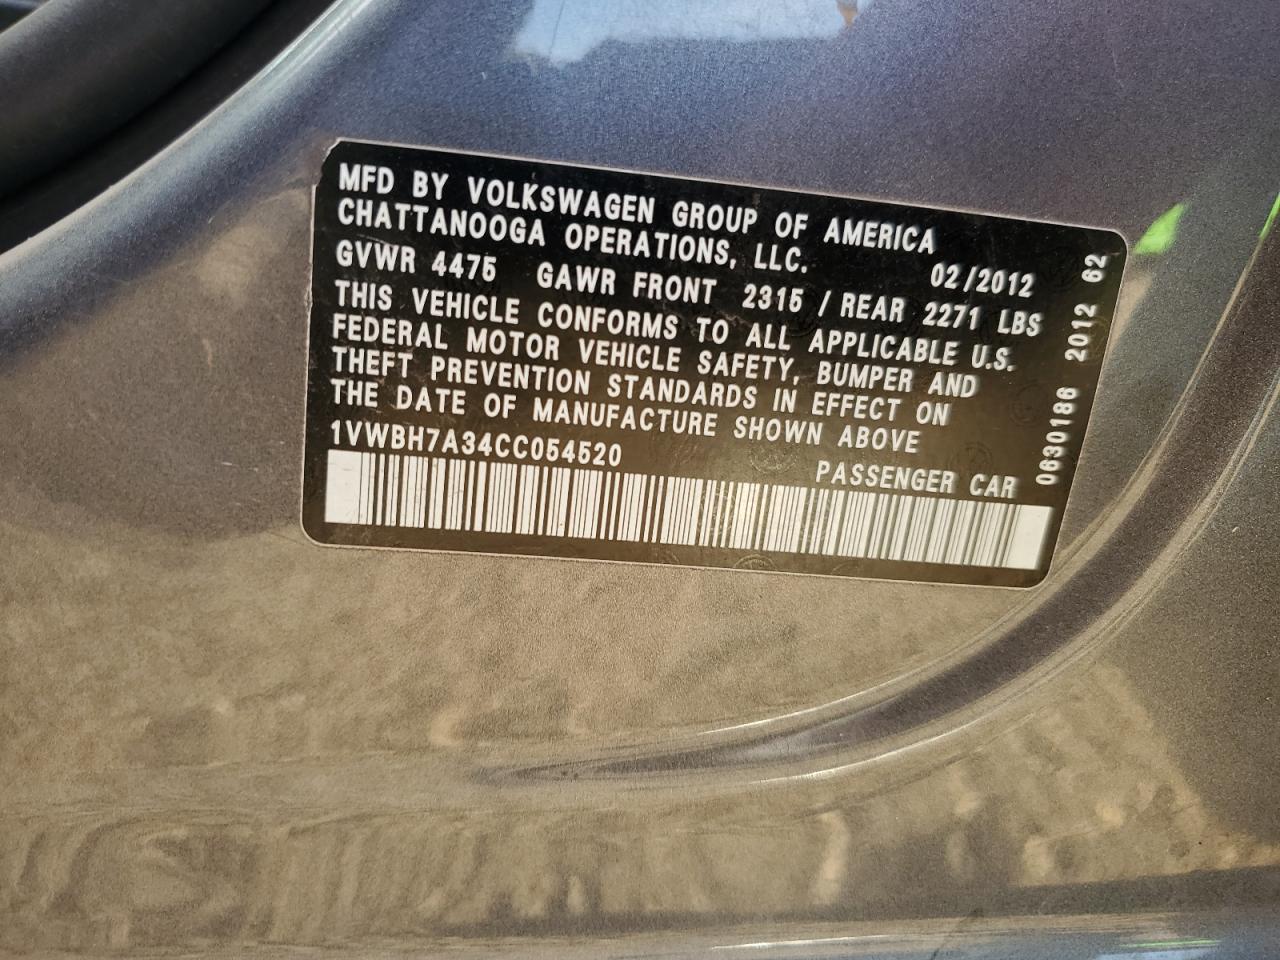 MFD BY VOLKSWAGEN GROUP OF AMERICA
CHATTANOOGA OPERATIONS, LLC.
02/2012
GVWR 4475 GAWR FRONT 2315 / REAR 2271 LBS
THIS VEHICLE CONFORMS TO ALL APPLICABLE U.S.
FEDERAL MOTOR VEHICLE SAFETY, BUMPER AND
THEFT PREVENTION STANDARDS IN EFFECT ON
THE DATE OF MANUFACTURE SHOWN ABOVE
1VWBH7A34CC054520
PASSENGER CAR
0630186 2012 62